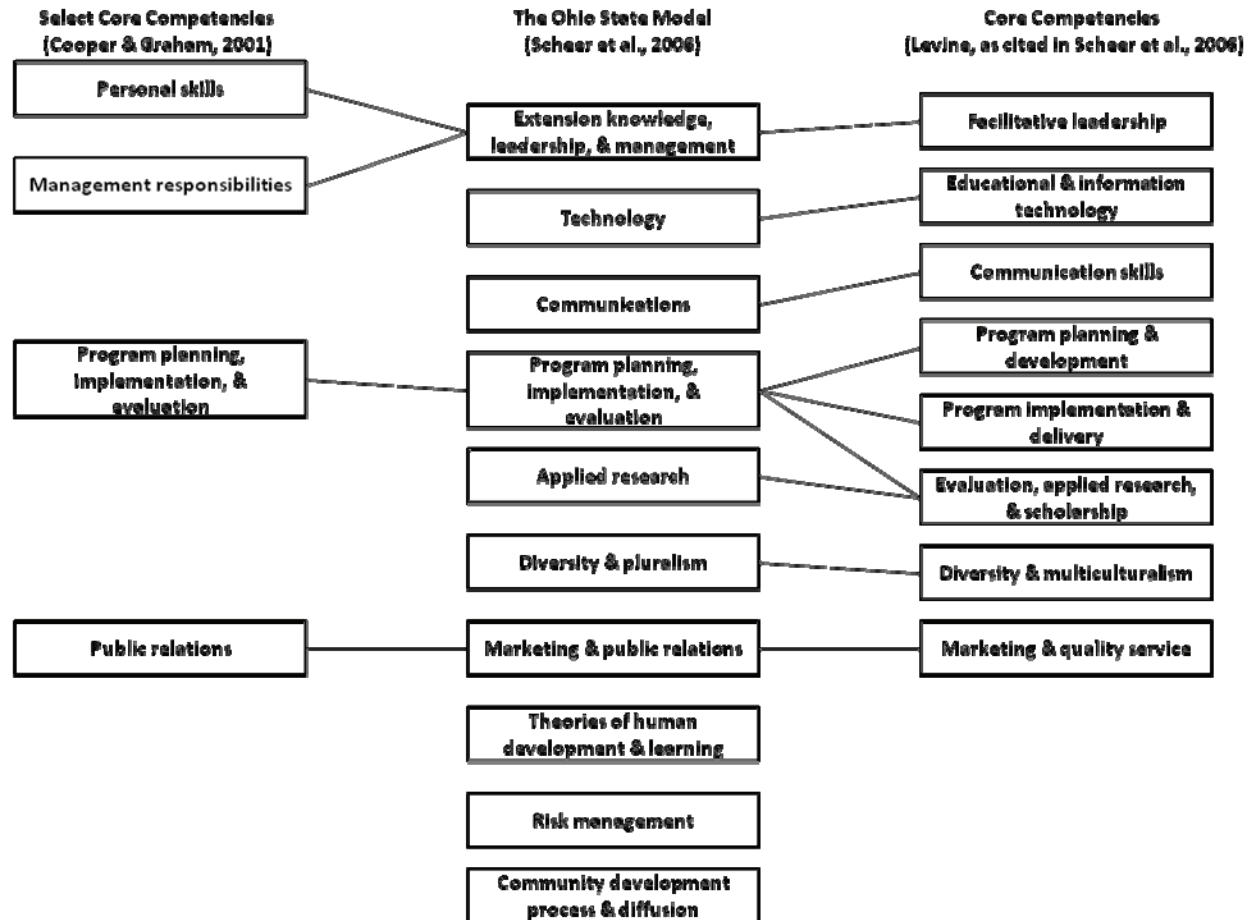 Select Core Competencies
(Cooper & Graham, 2001)
Personal skills
Management responsibilities
Program planning,
implementation, &
evaluation
Public relations
The Ohio State Model
(Scheer et al., 2006)
Extension knowledge,
leadership, & management
Technology
Communications
Program planning,
implementation, &
evaluation
Applied research
Diversity & pluralism
Marketing & public relations
Theories of human
development & learning
Risk management
Community development
process & diffusion
Core Competencies
(Levine, as cited in Scheer et al., 2006)
Facilitative leadership
Educational & information
technology
Communication skills
Program planning &
development
Program implementation &
delivery
Evaluation, applied research,
& scholarship
Diversity & multiculturalism
Marketing & quality service